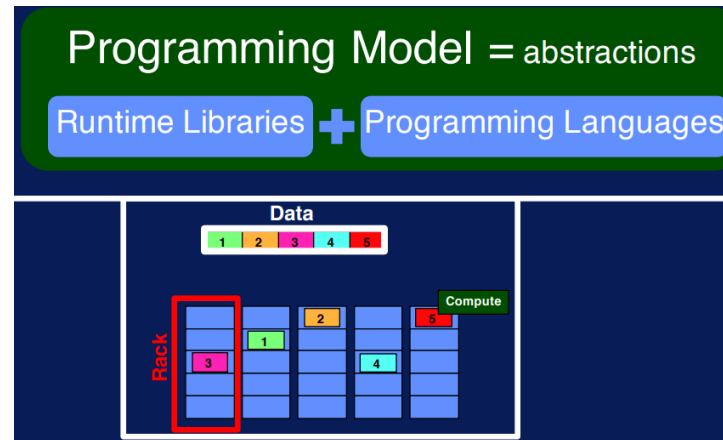 Programming Model = abstractions
Runtime Libraries + Programming Languages
Data
1 2 3 4 5
Compute
2 5
1
Rack
3 4